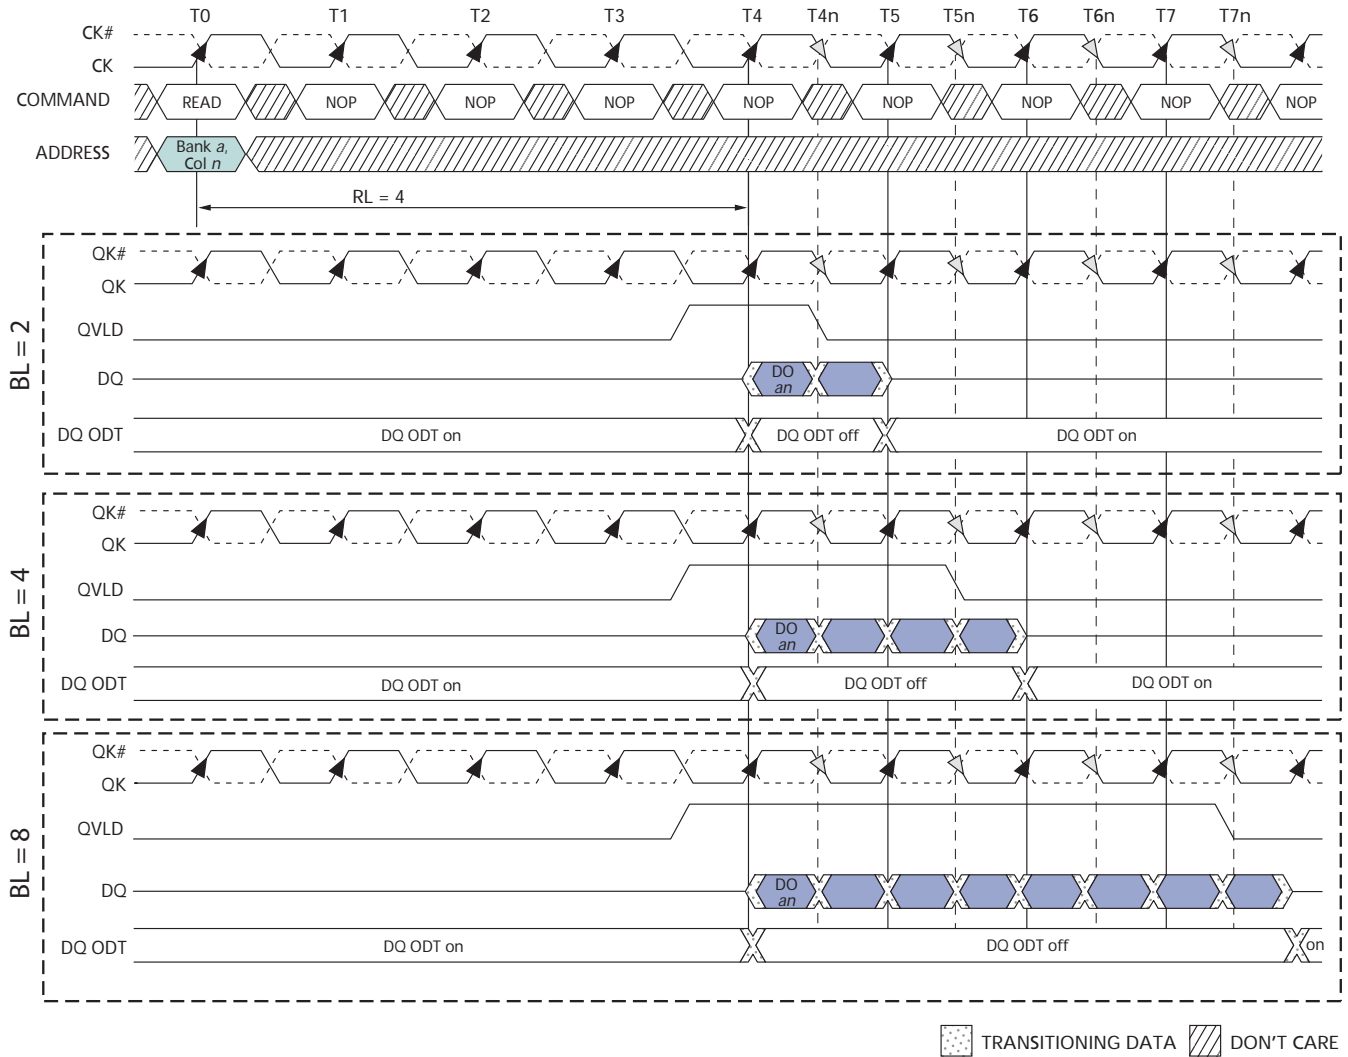 T0 T1 T2 T3 T4 T4n T5 T5n T6 T6n T7 T7n
CK#
CK
COMMAND READ NOP NOP NOP NOP NOP NOP NOP NOP
ADDRESS Bank a,
Col n
RL = 4
BL = 2
QK#
QK
QVLD
DQ DO
an
DQ ODT DQ ODT on DQ ODT off DQ ODT on
BL = 4
QK#
QK
QVLD
DQ DO
an
DQ ODT DQ ODT on DQ ODT off DQ ODT on
BL = 8
QK#
QK
QVLD
DQ DO
an
DQ ODT DQ ODT on DQ ODT off on
TRANSITIONING DATA DON'T CARE